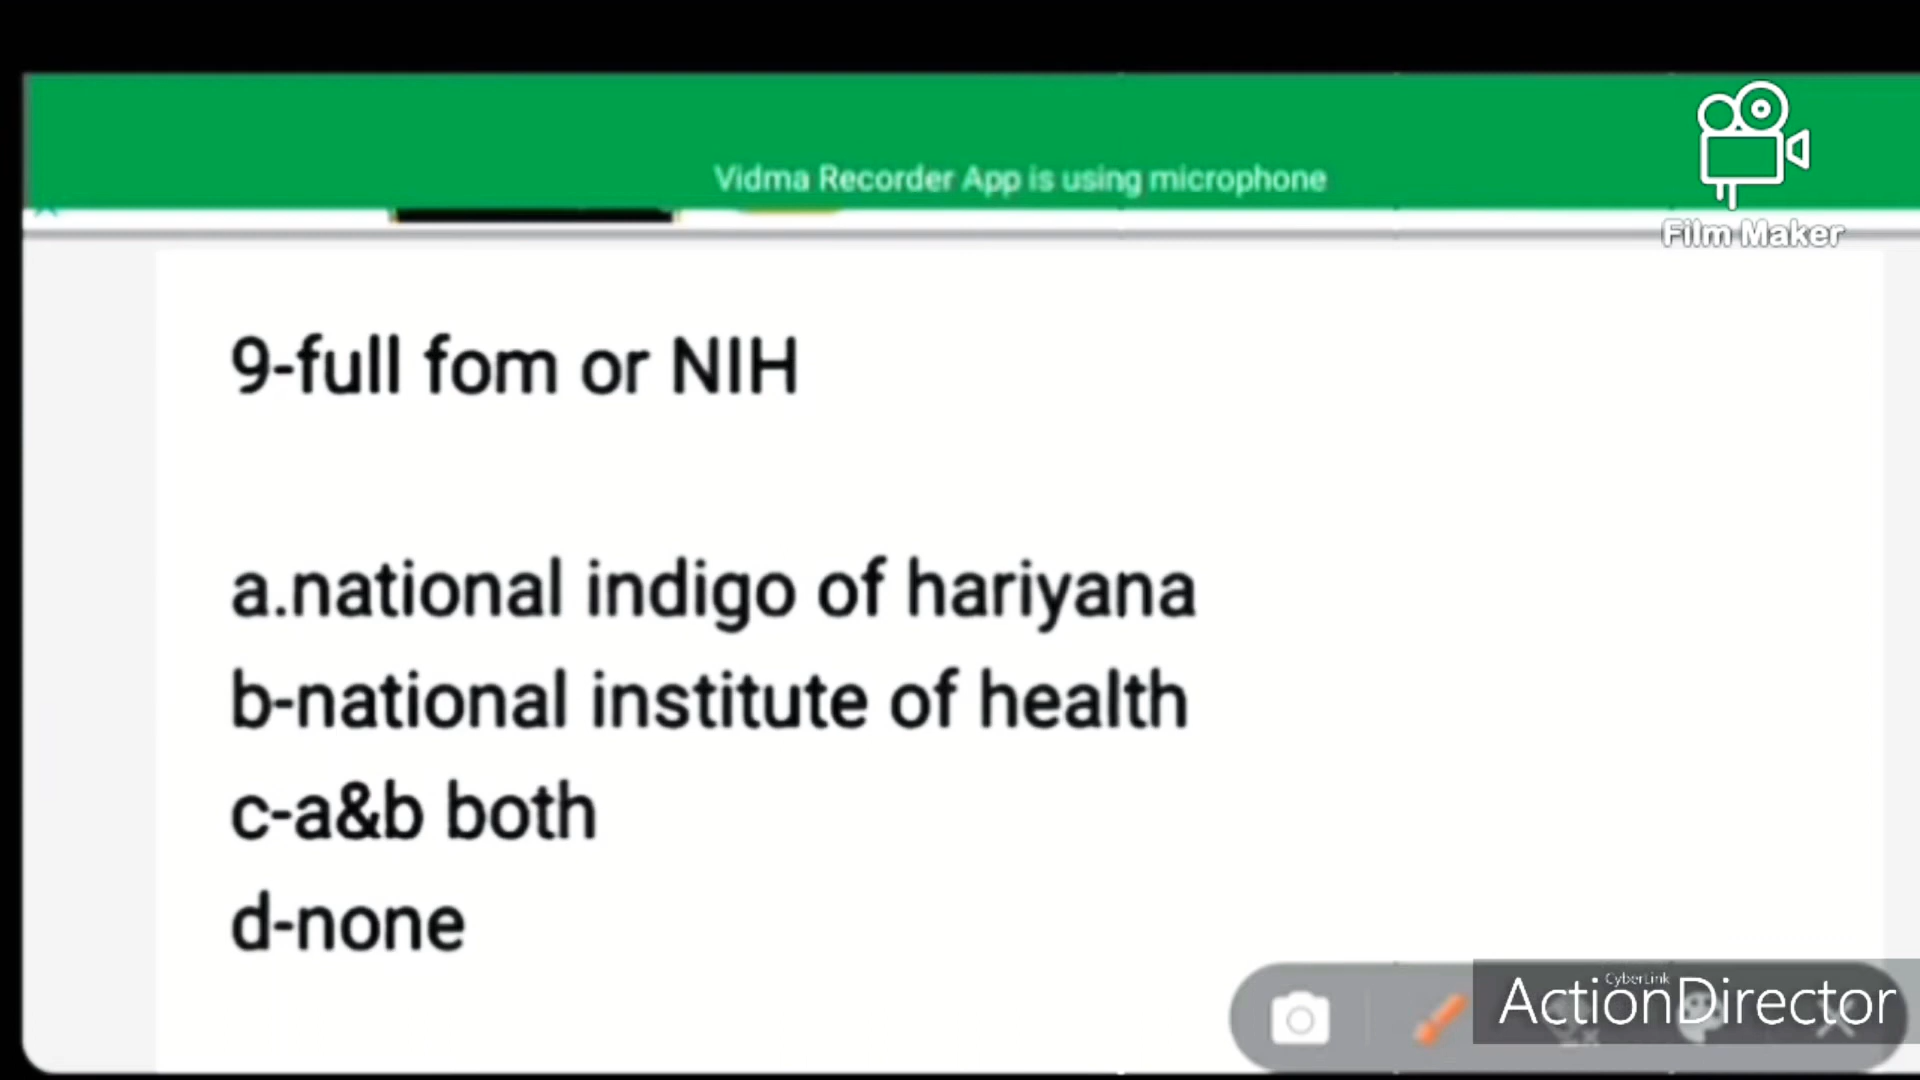 Vidma Recorder App is using microphone
Film Maker
9-full fom or NIH
a.national indigo of hariyana
b-national institute of health
c-a&b both
d-none
CyberLink
ActionDirector